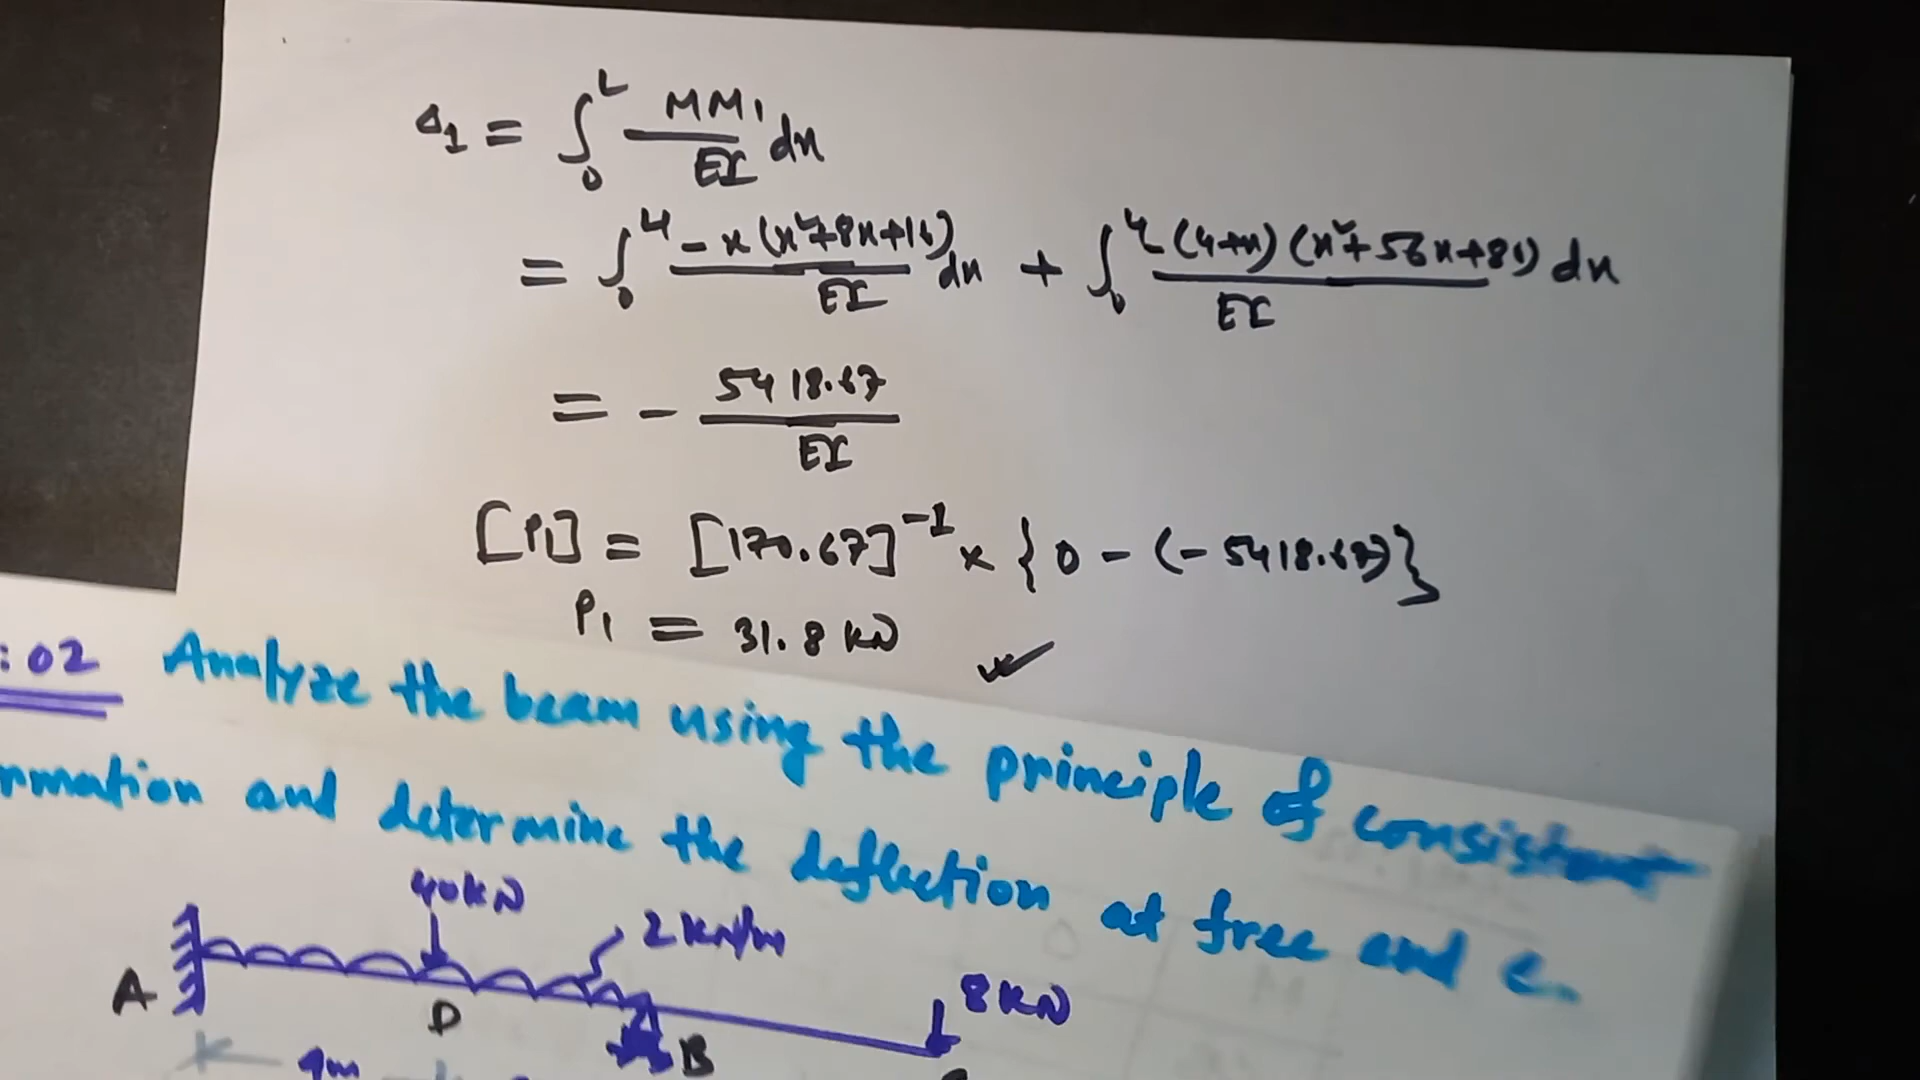 Δ1 = ∫₀ᴸ MM₁/EI dx
= ∫₀⁴ -x(x²+8x+16)/EI dx + ∫₀⁴ (4+x)(x²+56x+81)/EI dx
= - 5418.67/EI
[P1] = [170.67]⁻¹ x {0 - (-5418.67)}
P1 = 31.8 kN ✓
: 02 Analyze the beam using the principle of consistent
rmation and determine the deflection at free end c.
40kN
2kN/m
8kN
A
D
B
4m